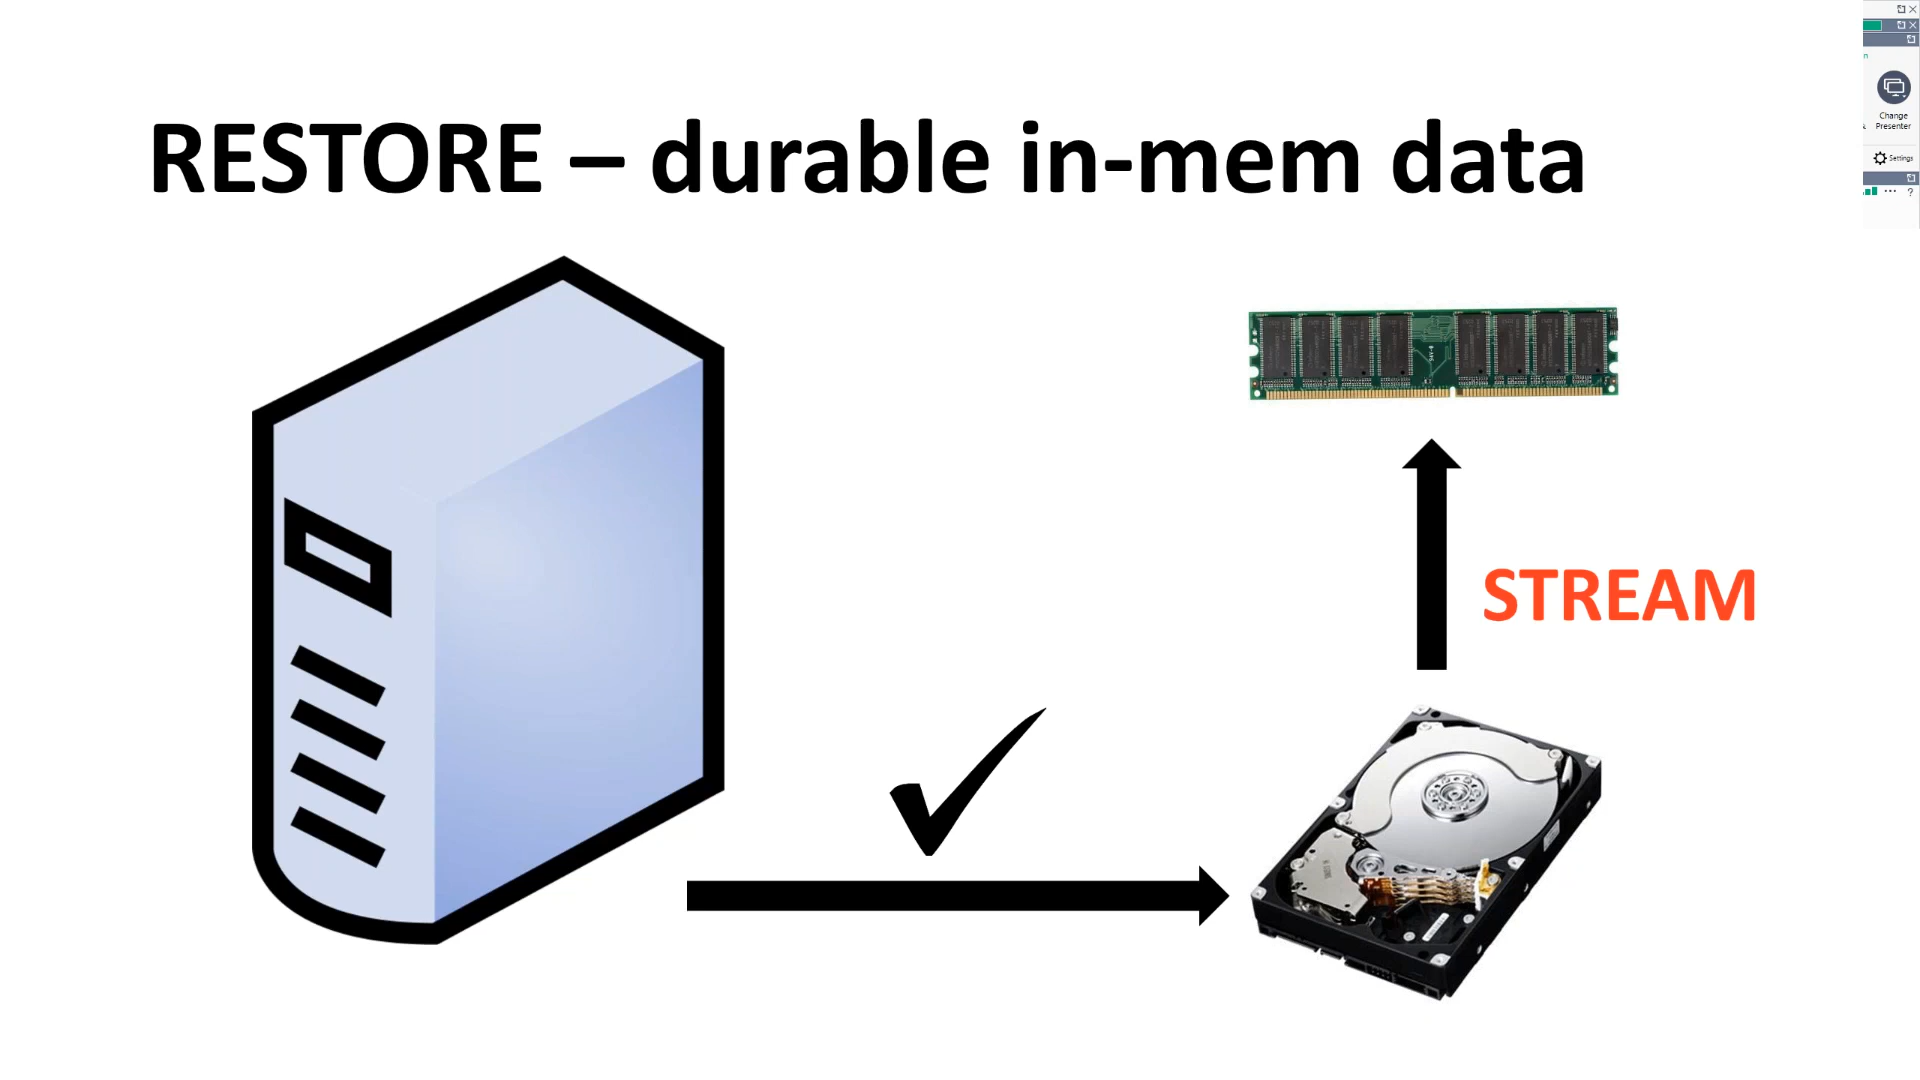 RESTORE – durable in-mem data
Change
Presenter
Settings
?
STREAM